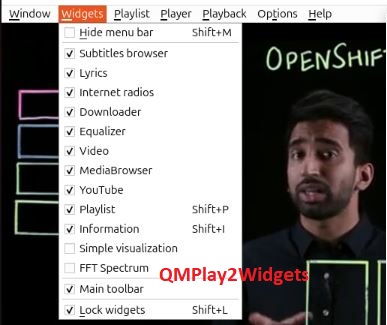 Window Widgets Playlist Player Playback Options Help
Hide menu bar Shift+M
OPENSHIFT
Subtitles browser
Lyrics
Internet radios
Downloader
Equalizer
Video
MediaBrowser
YouTube
Playlist Shift+P
Information Shift+I
Simple visualization
FFT Spectrum
QMPlay2Widgets
Main toolbar
Lock widgets Shift+L